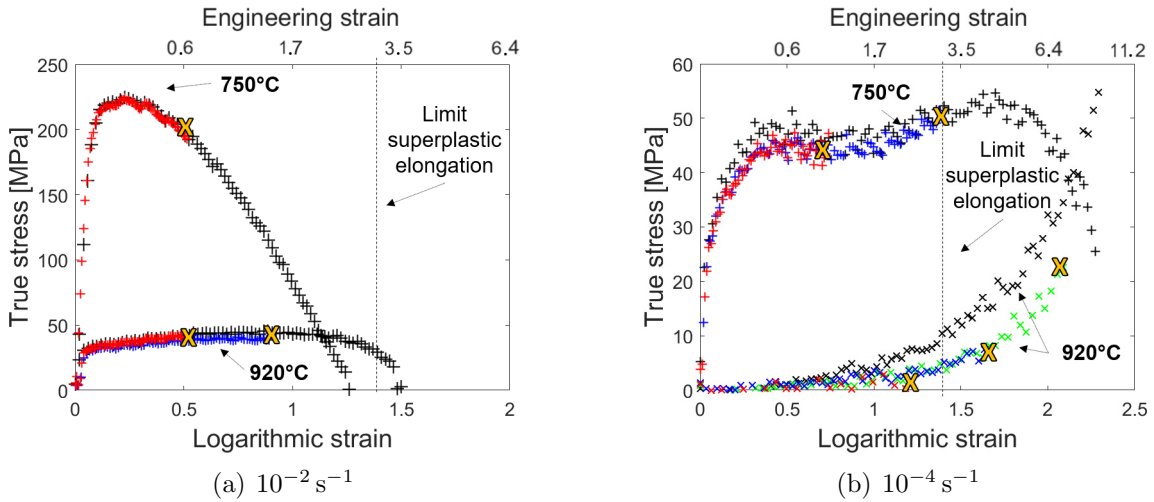 Engineering strain
0.6 1.7 3.5 6.4
250
200
150
100
50
0
True stress [MPa]
750°C
Limit
superplastic
elongation
920°C
0 0.5 1 1.5 2
Logarithmic strain
(a) 10⁻² s⁻¹
Engineering strain
0.6 1.7 3.5 6.4 11.2
60
50
40
30
20
10
0
True stress [MPa]
750°C
Limit
superplastic
elongation
920°C
0 0.5 1 1.5 2 2.5
Logarithmic strain
(b) 10⁻⁴ s⁻¹